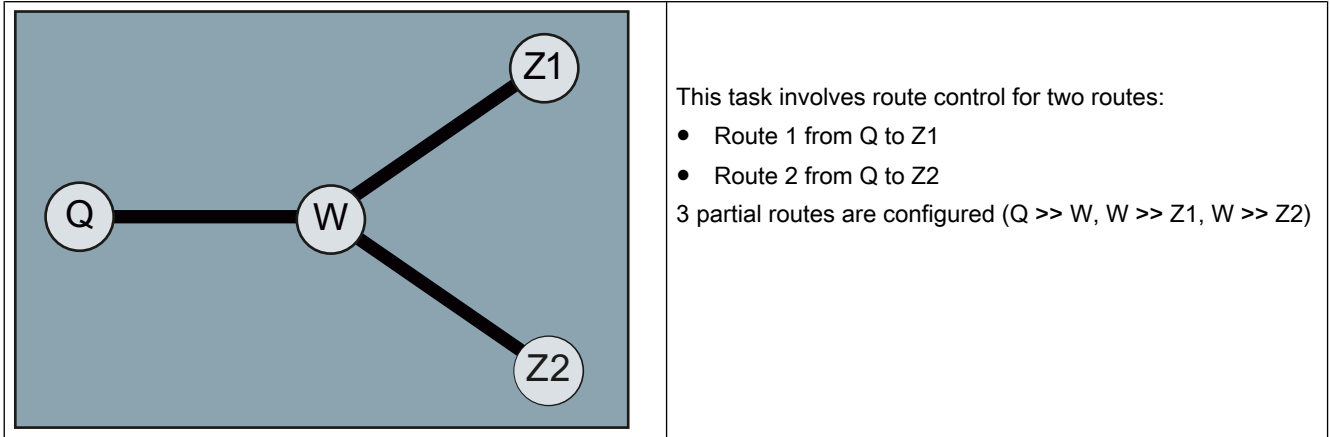 Z1
Q
W
Z2
This task involves route control for two routes:
● Route 1 from Q to Z1
● Route 2 from Q to Z2
3 partial routes are configured (Q >> W, W >> Z1, W >> Z2)